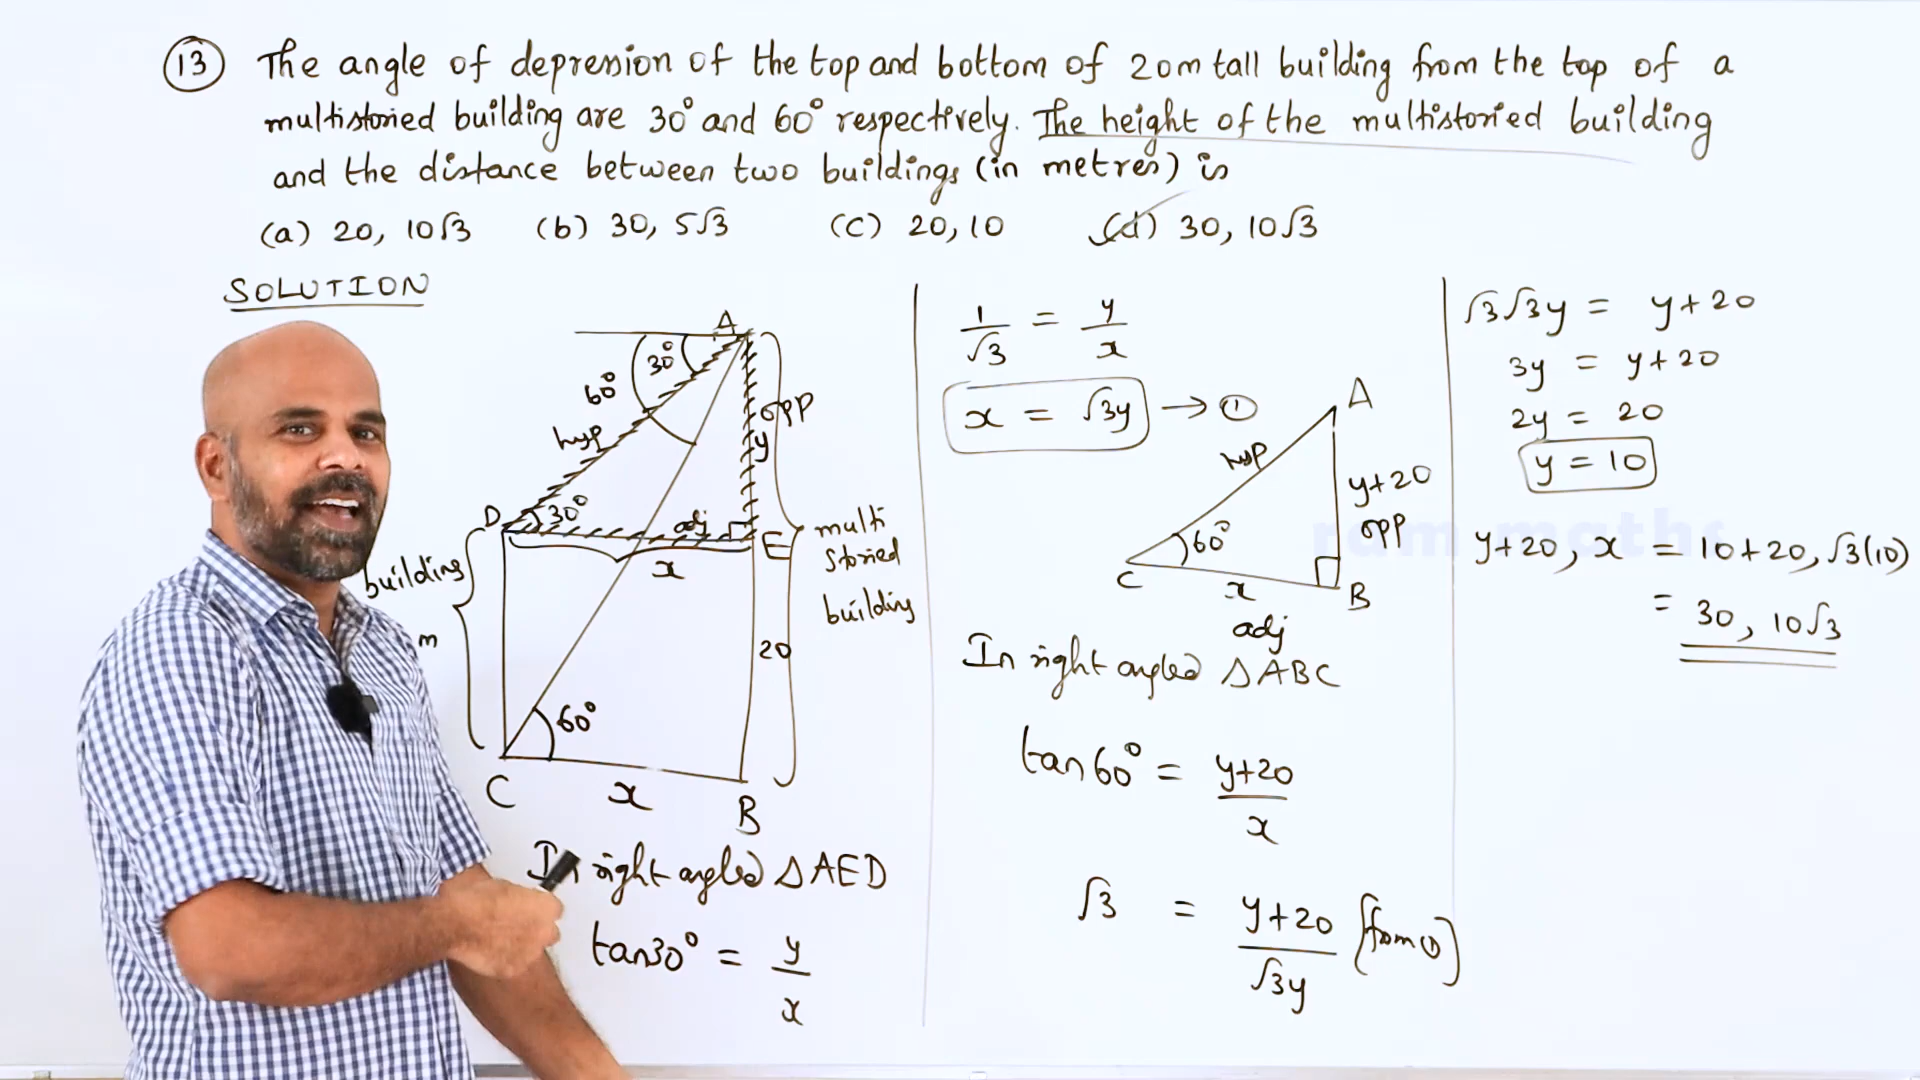 13 The angle of depression of the top and bottom of 20m tall building from the top of a
multistoried building are 30° and 60° respectively. The height of the multistoried building
and the distance between two buildings (in metres) is
(a) 20, 10√3 (b) 30, 5√3 (c) 20, 10 (d) 30, 10√3
SOLUTION
A
30°
60°
hyp
opp
y
D
30°
adj
E
x
building
m
multi
storied
building
20
60°
C
x
B
In right angled △AED
tan30° = y/x
1/√3 = y/x
x = √3y → ①
A
hyp
y+20
opp
60°
C
x
B
adj
In right angled △ABC
tan60° = y+20/x
√3 = y+20/√3y (from ①)
√3√3y = y+20
3y = y+20
2y = 20
y = 10
ram maths
y+20, x = 10+20, √3(10)
= 30, 10√3